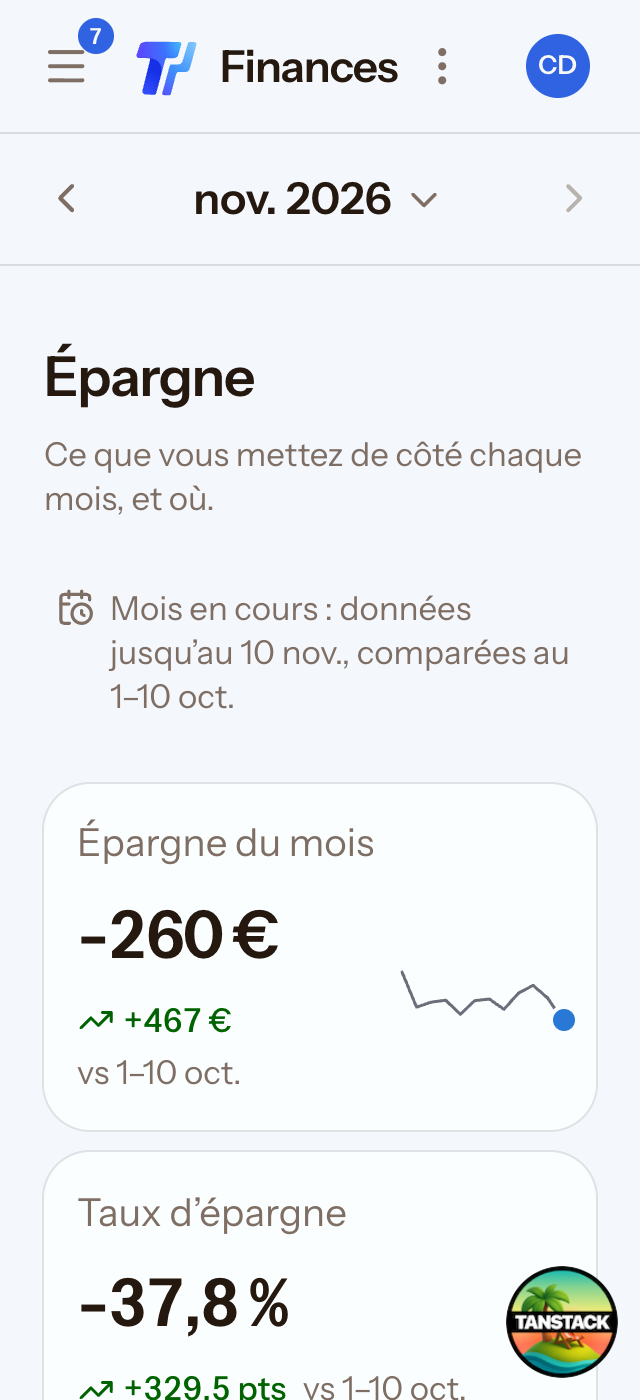 7
Finances
CD
nov. 2026
Épargne
Ce que vous mettez de côté chaque
mois, et où.
Mois en cours : données
jusqu’au 10 nov., comparées au
1–10 oct.
Épargne du mois
-260 €
+467 €
vs 1–10 oct.
Taux d’épargne
-37,8 %
TANSTACK
+329,5 pts vs 1–10 oct.